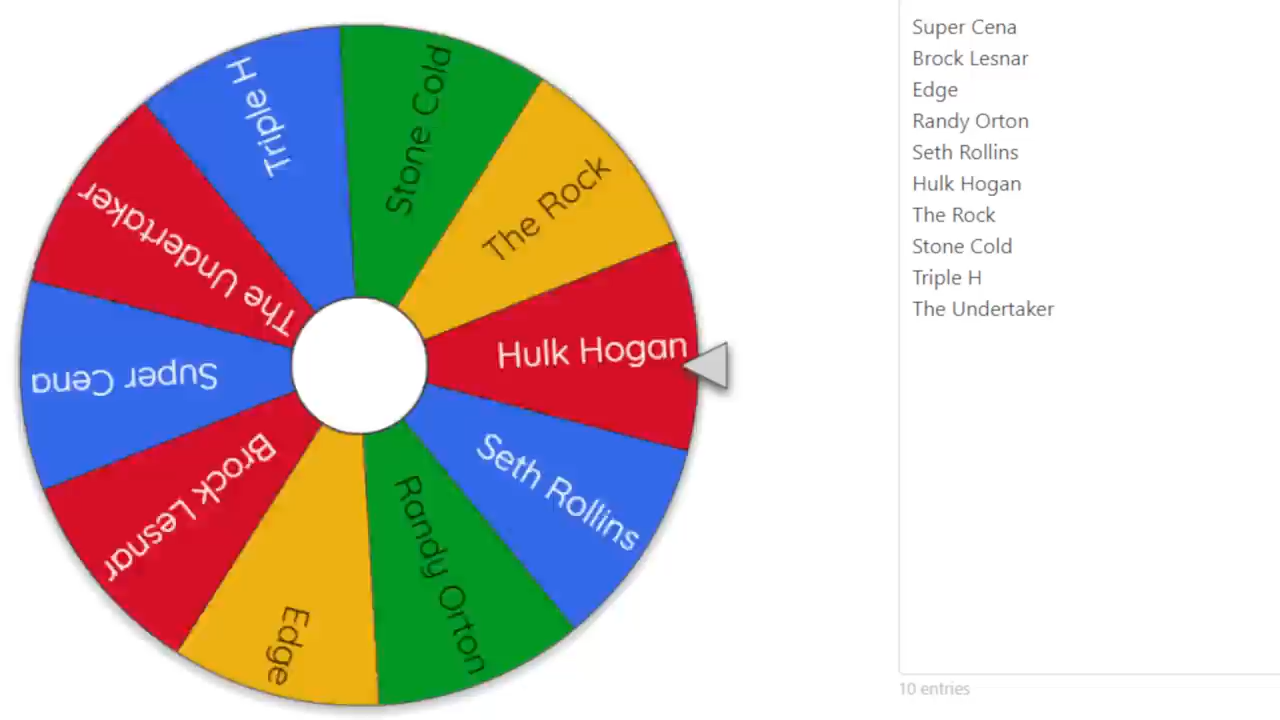 Triple H
Stone Cold
The Rock
The Undertaker
Hulk Hogan
Super Cena
Seth Rollins
Brock Lesnar
Randy Orton
Edge
Super Cena
Brock Lesnar
Edge
Randy Orton
Seth Rollins
Hulk Hogan
The Rock
Stone Cold
Triple H
The Undertaker
10 entries